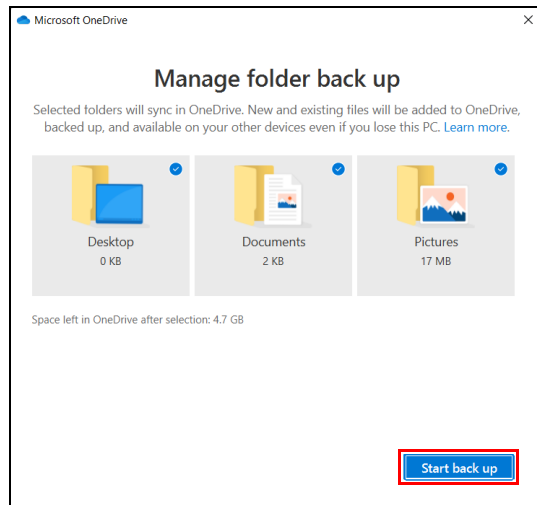 Microsoft OneDrive
Manage folder back up
Selected folders will sync in OneDrive. New and existing files will be added to OneDrive,
backed up, and available on your other devices even if you lose this PC. Learn more.
Desktop
0 KB
Documents
2 KB
Pictures
17 MB
Space left in OneDrive after selection: 4.7 GB
Start back up